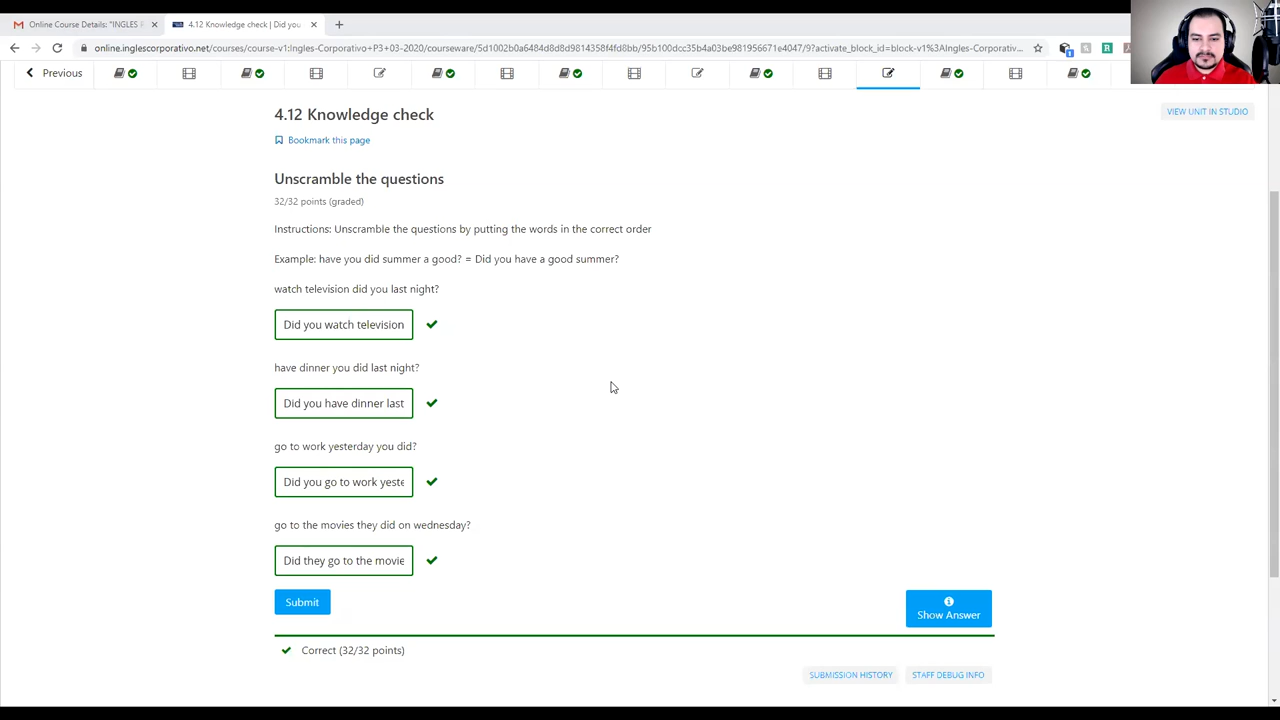 Online Course Details: "INGLES E
4.12 Knowledge check | Did you
online.inglescorporativo.net/courses/course-v1:Ingles-Corporativo+P3+03-2020/courseware/5d100230a6484d8d8d9814358f4fd8bb/95b100dcc35b4a03be981956671e4047/9?activate_block_id=block-v1%3AIngles-Corporativ...
Previous
4.12 Knowledge check
VIEW UNIT IN STUDIO
Bookmark this page
Unscramble the questions
32/32 points (graded)
Instructions: Unscramble the questions by putting the words in the correct order
Example: have you did summer a good? = Did you have a good summer?
watch television did you last night?
Did you watch television
have dinner you did last night?
Did you have dinner last
go to work yesterday you did?
Did you go to work yeste
go to the movies they did on wednesday?
Did they go to the movie
Submit
Show Answer
Correct (32/32 points)
SUBMISSION HISTORY
STAFF DEBUG INFO